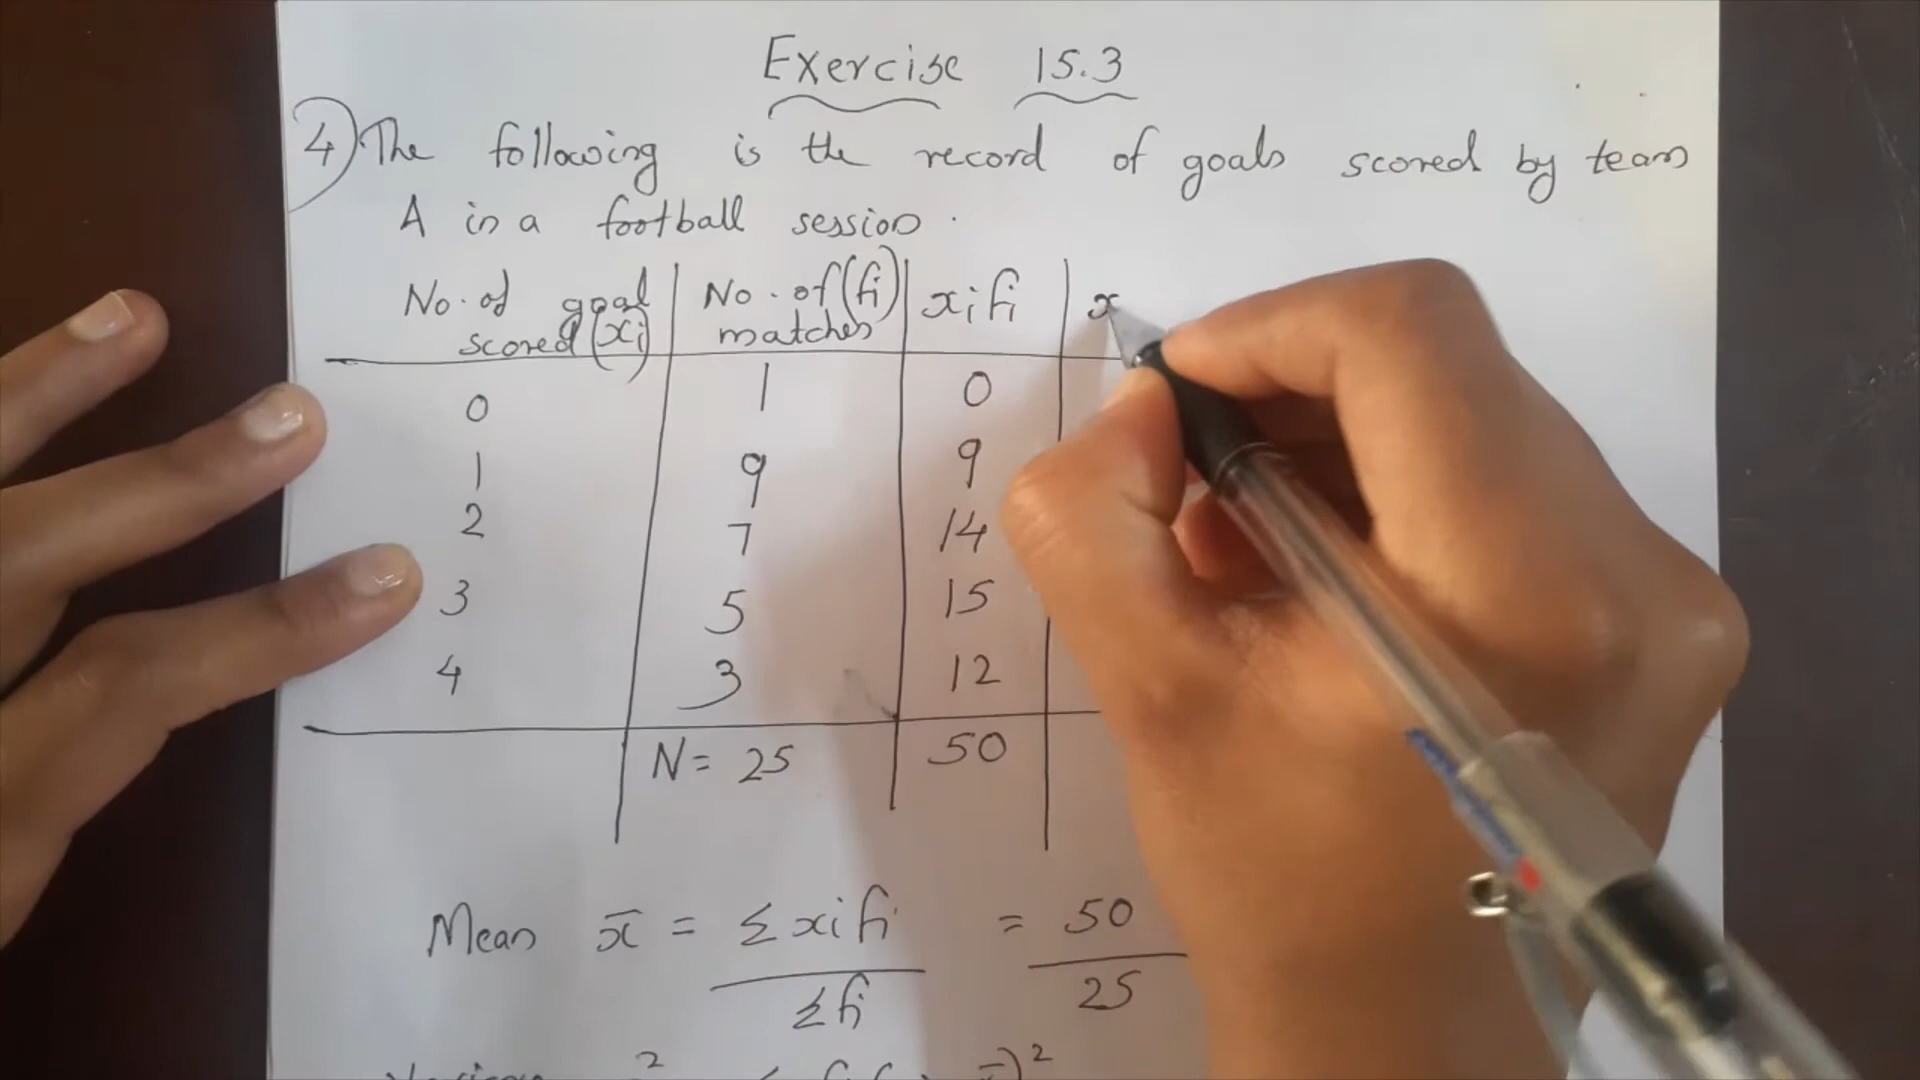 Exercise 15.3
4) The following is the record of goals scored by team
A in a football session.
No. of goal scored (xi) | No. of (fi) matches | xifi | x
0 1 0
1 9 9
2 7 14
3 5 15
4 3 12
N = 25 50
Mean x̄ = Σxifi / Σfi = 50 / 25